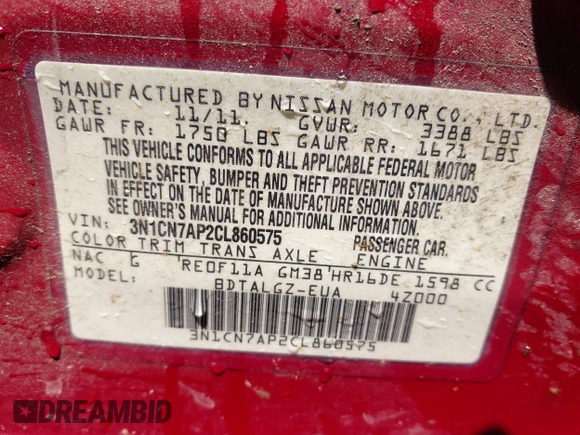 MANUFACTURED BY NISSAN MOTOR CO., LTD.
DATE: 11/11. GVWR: 3388 LBS
GAWR FR: 1750 LBS GAWR RR: 1671 LBS
THIS VEHICLE CONFORMS TO ALL APPLICABLE FEDERAL MOTOR
VEHICLE SAFETY, BUMPER AND THEFT PREVENTION STANDARDS
IN EFFECT ON THE DATE OF MANUFACTURE SHOWN ABOVE.
SEE OWNER'S MANUAL FOR ADDITIONAL INFORMATION.
VIN: 3N1CN7AP2CL860575 PASSENGER CAR.
COLOR TRIM TRANS AXLE ENGINE
NAC G RE0F11A GM38 HR16DE 1598 CC
MODEL: BDTALGZ-EUA 4Z000
3N1CN7AP2CL860575
DREAMBID